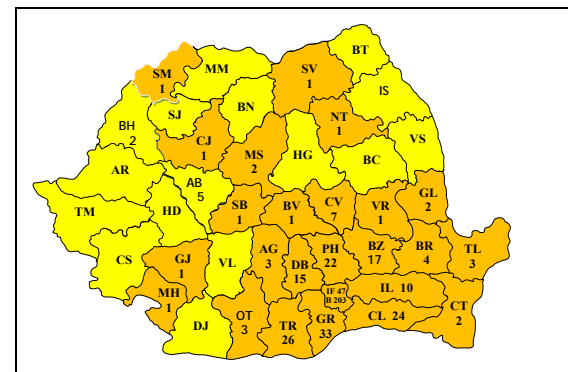 BT
SM
1
MM
SV
1
IS
BN
SJ
BH
2
NT
1
CJ
1
VS
MS
2
HG
BC
AR
AB
5
GL
2
TM
HD
SB
1
BV
1
CV
7
VR
1
CS
GJ
1
VL
AG
3
DB
15
PH
22
BZ
17
BR
4
TL
3
MH
1
IF 47
B 203
IL 10
CT
2
DJ
OT
3
TR
26
GR
33
CL 24